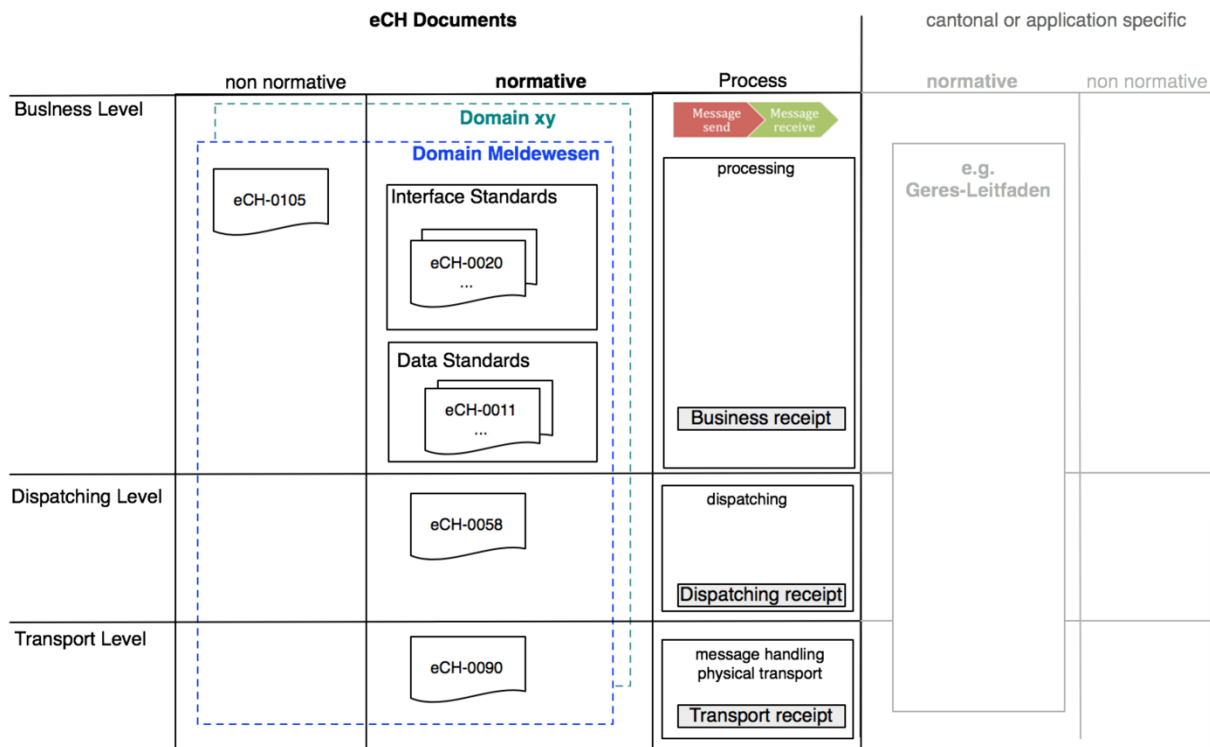 eCH Documents
cantonal or application specific
non normative
normative
Process
normative
non normative
Business Level
Domain xy
Domain Meldewesen
Message
send
Message
receive
eCH-0105
Interface Standards
eCH-0020
...
Data Standards
eCH-0011
...
processing
Business receipt
e.g.
Geres-Leitfaden
Dispatching Level
eCH-0058
dispatching
Dispatching receipt
Transport Level
eCH-0090
message handling
physical transport
Transport receipt